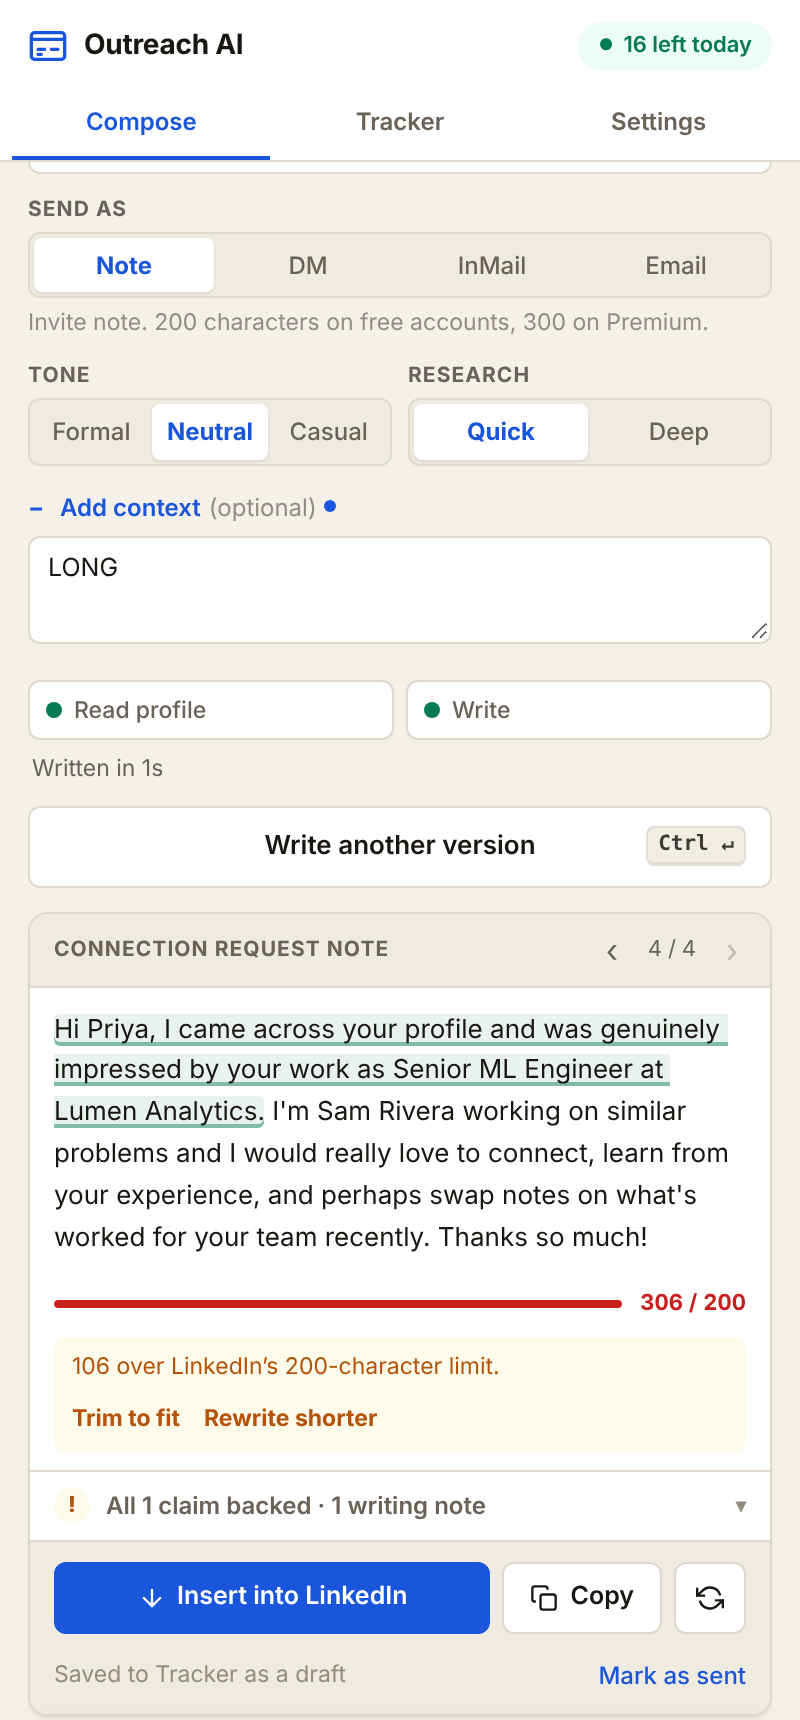 Outreach AI
16 left today
Compose
Tracker
Settings
SEND AS
Note
DM
InMail
Email
Invite note. 200 characters on free accounts, 300 on Premium.
TONE
RESEARCH
Formal
Neutral
Casual
Quick
Deep
– Add context (optional)
LONG
Read profile
Write
Written in 1s
Write another version
Ctrl ↵
CONNECTION REQUEST NOTE
‹ 4 / 4 ›
Hi Priya, I came across your profile and was genuinely
impressed by your work as Senior ML Engineer at
Lumen Analytics. I'm Sam Rivera working on similar
problems and I would really love to connect, learn from
your experience, and perhaps swap notes on what's
worked for your team recently. Thanks so much!
306 / 200
106 over LinkedIn’s 200-character limit.
Trim to fit
Rewrite shorter
! All 1 claim backed · 1 writing note ▾
↓ Insert into LinkedIn
Copy
Saved to Tracker as a draft
Mark as sent